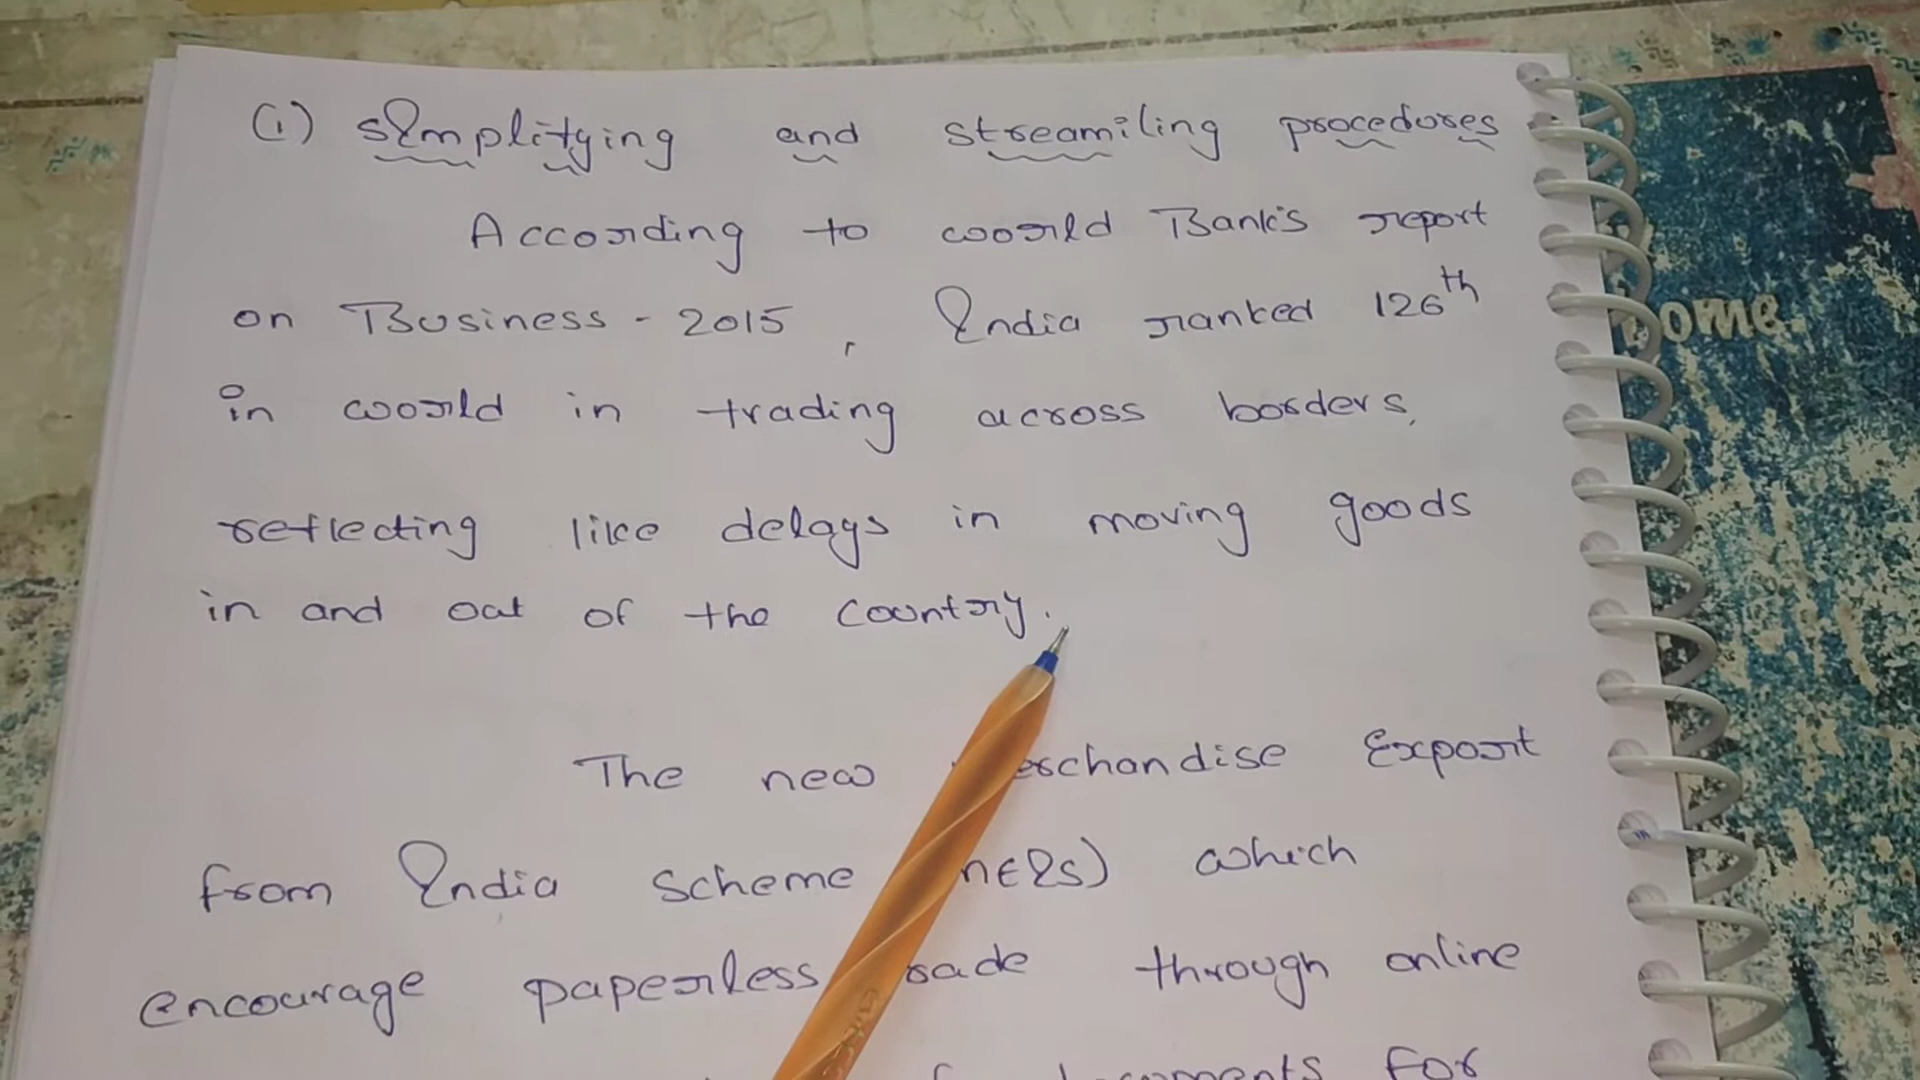 (i) simplifying and streamiling procedures
According to world Bank's report
on Business - 2015, India ranked 126th
in world in trading across borders,
reflecting like delays in moving goods
in and out of the country.
The new erchandise Export
from India scheme MEIS) which
encourage paperless rade through online
for
ome